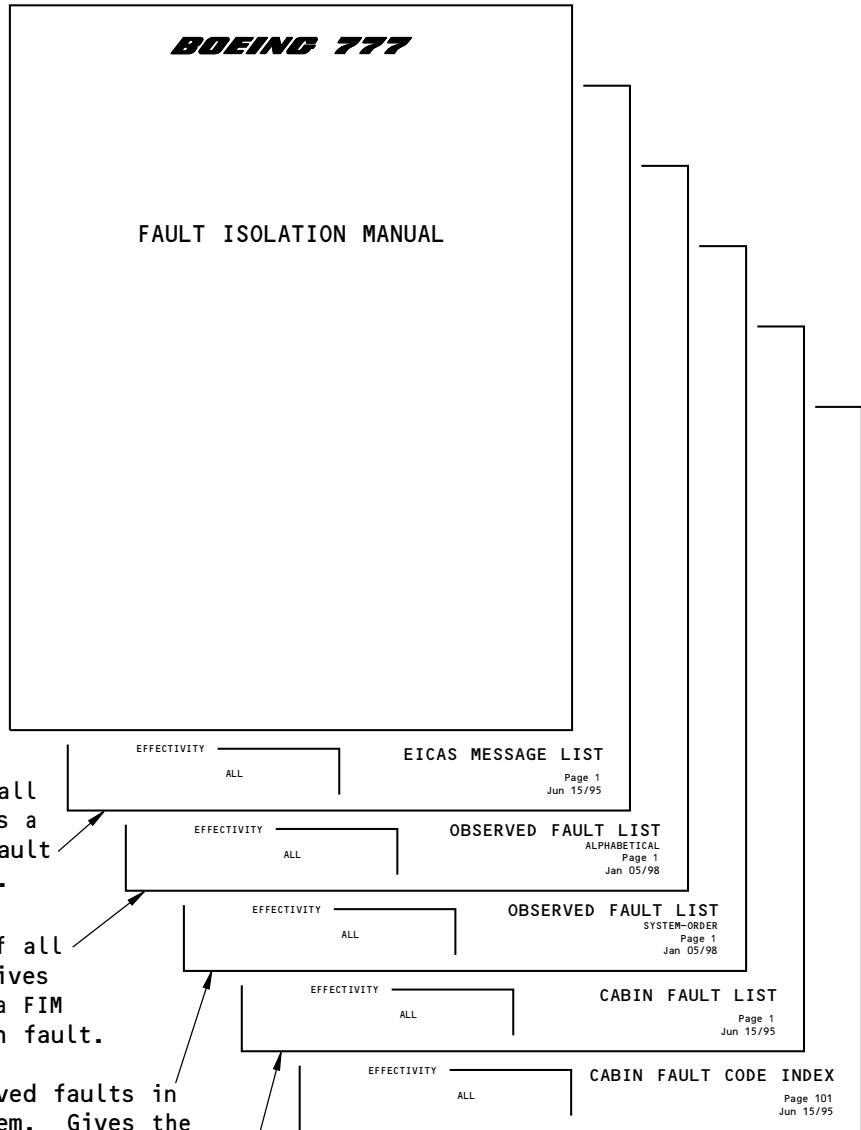 BOEING 777
FAULT ISOLATION MANUAL
EFFECTIVITY
ALL
EICAS MESSAGE LIST
Page 1
Jun 15/95
all
s a
ault
.
EFFECTIVITY
ALL
OBSERVED FAULT LIST
ALPHABETICAL
Page 1
Jan 05/98
f all
ives
a FIM
n fault.
EFFECTIVITY
ALL
OBSERVED FAULT LIST
SYSTEM-ORDER
Page 1
Jan 05/98
EFFECTIVITY
ALL
CABIN FAULT LIST
Page 1
Jun 15/95
ved faults in
em. Gives the
EFFECTIVITY
ALL
CABIN FAULT CODE INDEX
Page 101
Jun 15/95